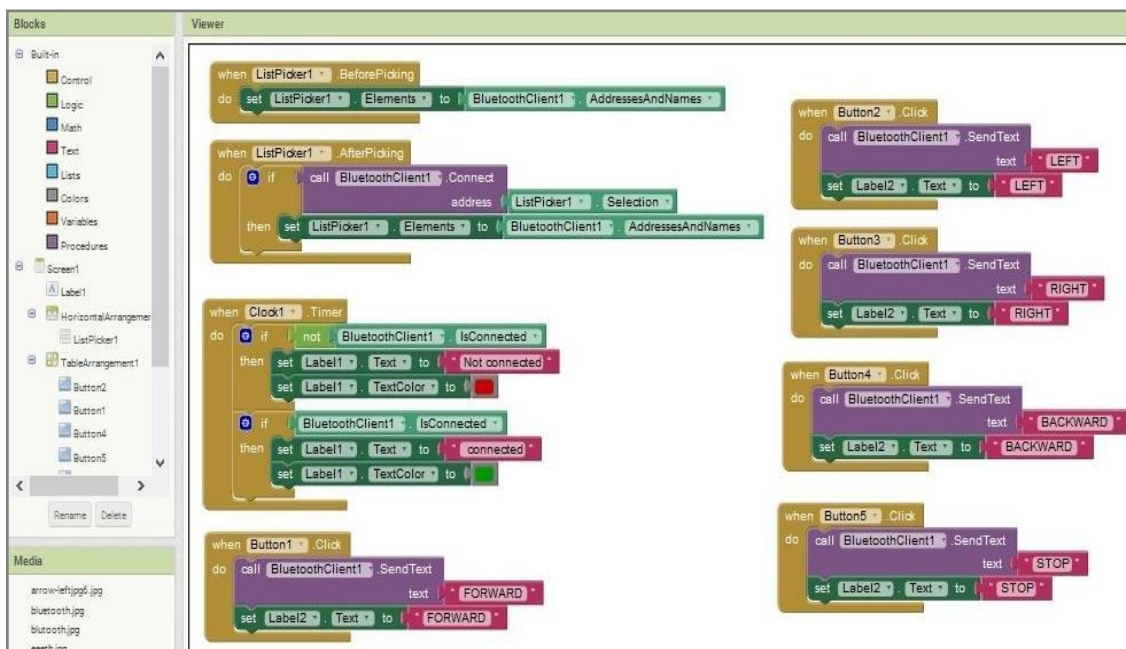 Blocks
Viewer
Built-in
Control
Logic
Math
Text
Lists
Colors
Variables
Procedures
Screen1
Label1
HorizontalArrangemer
ListPicker1
TableArrangement1
Button2
Button1
Button4
Button5
Rename Delete
Media
arrow-leftjpg6.jpg
bluetooth.jpg
blutooth.jpg
when ListPicker1 .BeforePicking
do set ListPicker1 . Elements to BluetoothClient1 . AddressesAndNames
when ListPicker1 .AfterPicking
do if call BluetoothClient1 .Connect
address ListPicker1 . Selection
then set ListPicker1 . Elements to BluetoothClient1 . AddressesAndNames
when Clock1 .Timer
do if not BluetoothClient1 . IsConnected
then set Label1 . Text to " Not connected "
set Label1 . TextColor to
if BluetoothClient1 . IsConnected
then set Label1 . Text to " connected "
set Label1 . TextColor to
when Button1 .Click
do call BluetoothClient1 .SendText
text " FORWARD "
set Label2 . Text to " FORWARD "
when Button2 .Click
do call BluetoothClient1 .SendText
text " LEFT "
set Label2 . Text to " LEFT "
when Button3 .Click
do call BluetoothClient1 .SendText
text " RIGHT "
set Label2 . Text to " RIGHT "
when Button4 .Click
do call BluetoothClient1 .SendText
text " BACKWARD "
set Label2 . Text to " BACKWARD "
when Button5 .Click
do call BluetoothClient1 .SendText
text " STOP "
set Label2 . Text to " STOP "